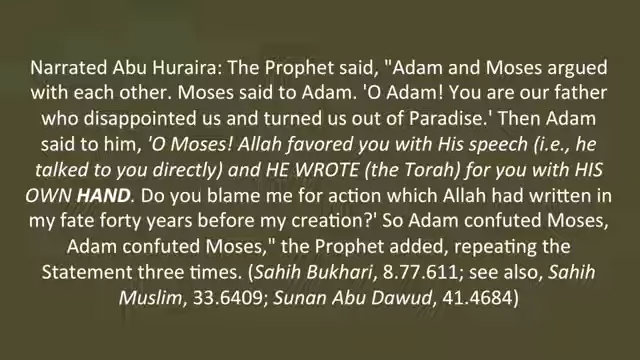 Narrated Abu Huraira: The Prophet said, "Adam and Moses argued
with each other. Moses said to Adam. 'O Adam! You are our father
who disappointed us and turned us out of Paradise.' Then Adam
said to him, 'O Moses! Allah favored you with His speech (i.e., he
talked to you directly) and HE WROTE (the Torah) for you with HIS
OWN HAND. Do you blame me for action which Allah had written in
my fate forty years before my creation?' So Adam confuted Moses,
Adam confuted Moses," the Prophet added, repeating the
Statement three times. (Sahih Bukhari, 8.77.611; see also, Sahih
Muslim, 33.6409; Sunan Abu Dawud, 41.4684)